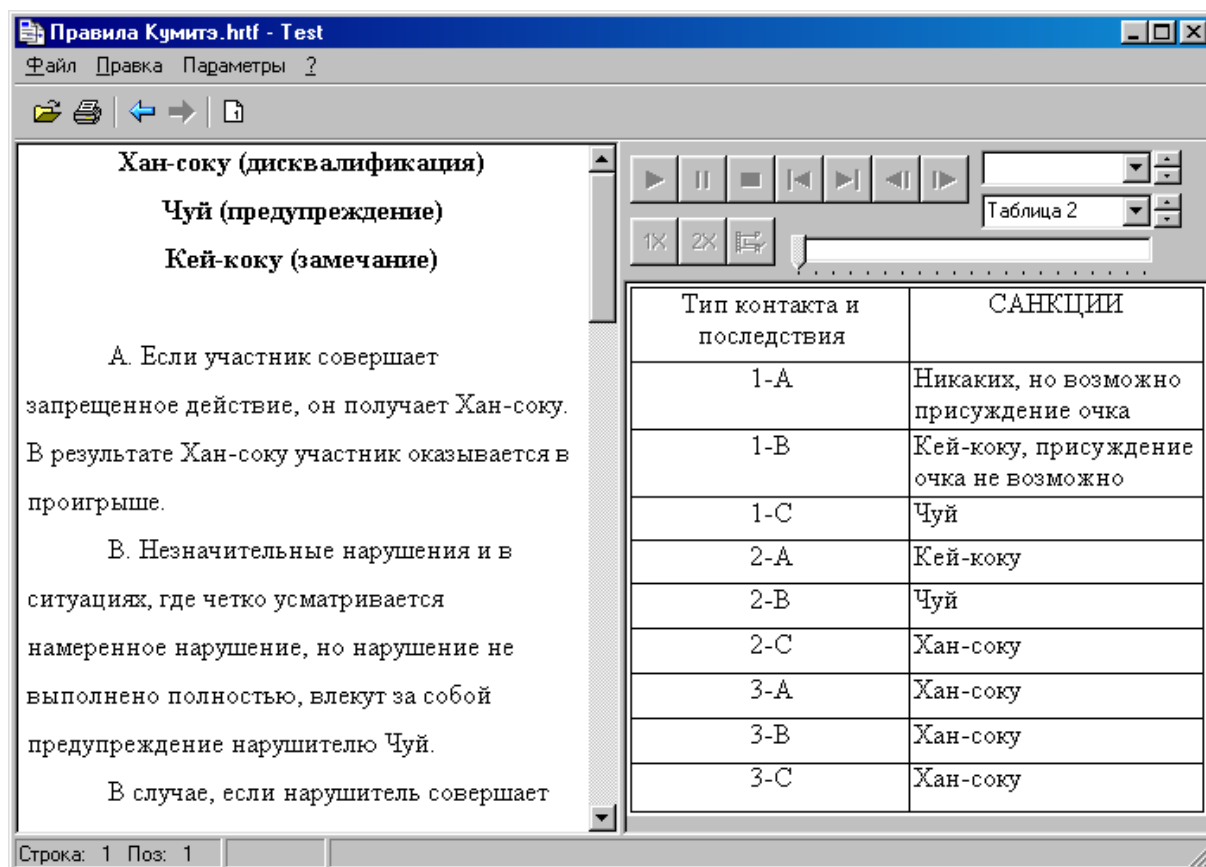 Правила Кумитэ.hrtf - Test
Файл Правка Параметры ?
Хан-соку (дисквалификация)
Чуй (предупреждение)
Кей-коку (замечание)
А. Если участник совершает
запрещенное действие, он получает Хан-соку.
В результате Хан-соку участник оказывается в
проигрыше.
В. Незначительные нарушения и в
ситуациях, где четко усматривается
намеренное нарушение, но нарушение не
выполнено полностью, влекут за собой
предупреждение нарушителю Чуй.
В случае, если нарушитель совершает
Таблица 2
1X 2X
Тип контакта и
последствия
САНКЦИИ
1-А
Никаких, но возможно
присуждение очка
1-В
Кей-коку, присуждение
очка не возможно
1-С
Чуй
2-А
Кей-коку
2-В
Чуй
2-С
Хан-соку
3-А
Хан-соку
3-В
Хан-соку
3-С
Хан-соку
Строка: 1 Поз: 1